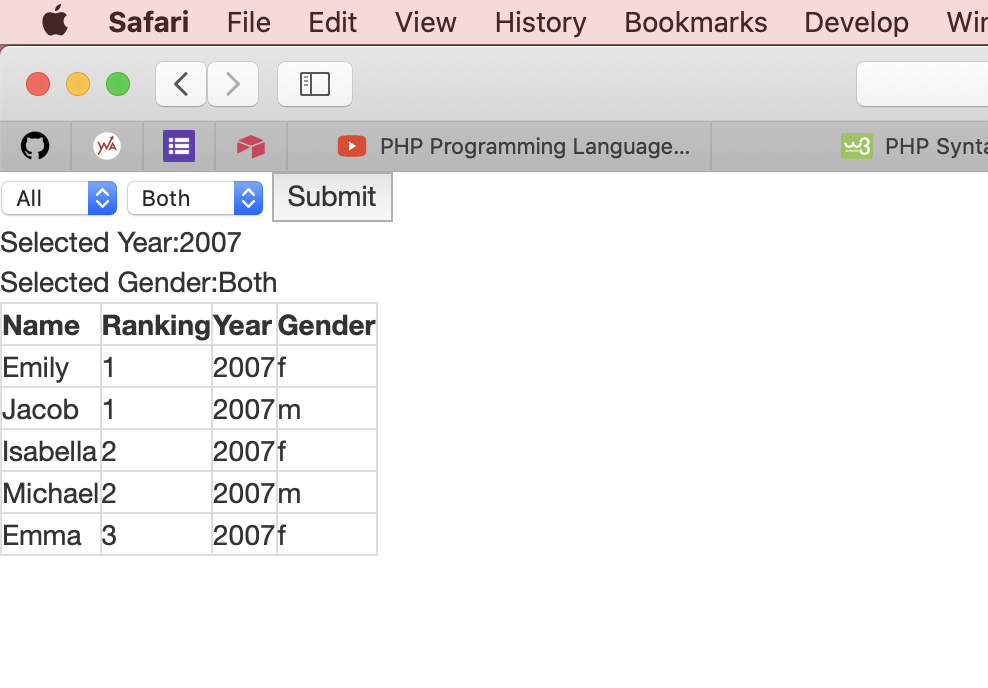 Safari File Edit View History Bookmarks Develop
PHP Programming Language...
w3 PHP
All Both Submit
Selected Year:2007
Selected Gender:Both
Name Ranking Year Gender
Emily 1 2007 f
Jacob 1 2007 m
Isabella 2 2007 f
Michael 2 2007 m
Emma 3 2007 f